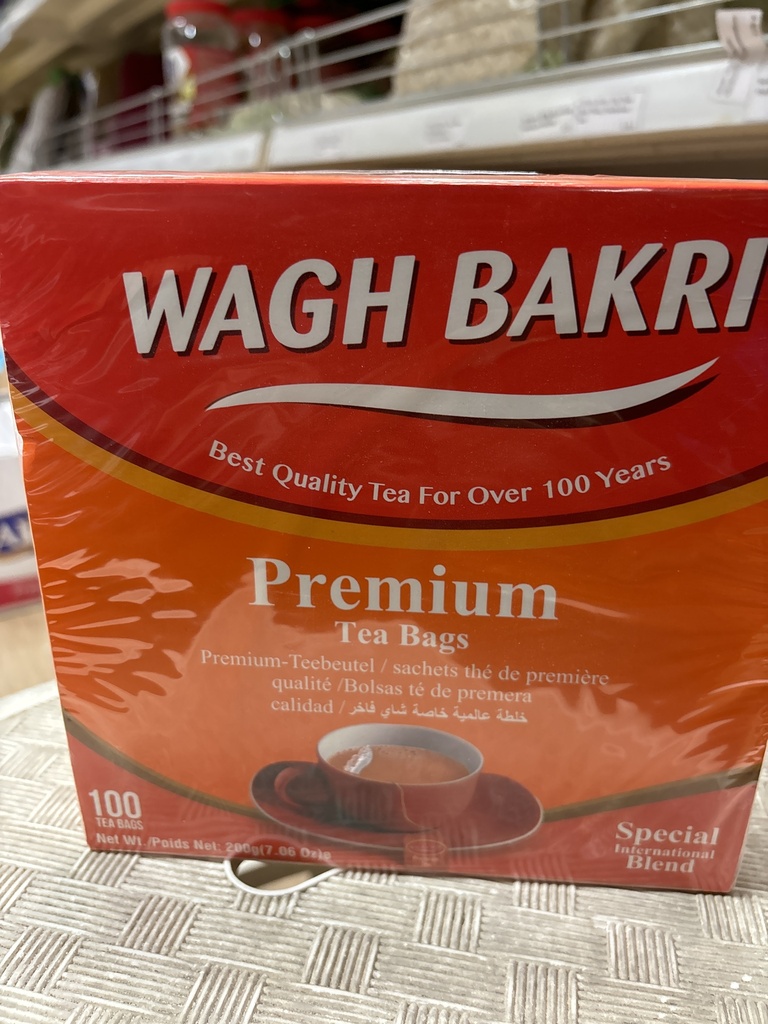 WAGH BAKRI
Best Quality Tea For Over 100 Years
Premium
Tea Bags
Premium-Teebeutel / sachets thé de première
qualité /Bolsas té de premera
calidad / خلطة عالمية خاصة شاي فاخر
100
TEA BAGS
Net Wt./Poids Net: 200g(7.06 Oz)e
Special
International
Blend